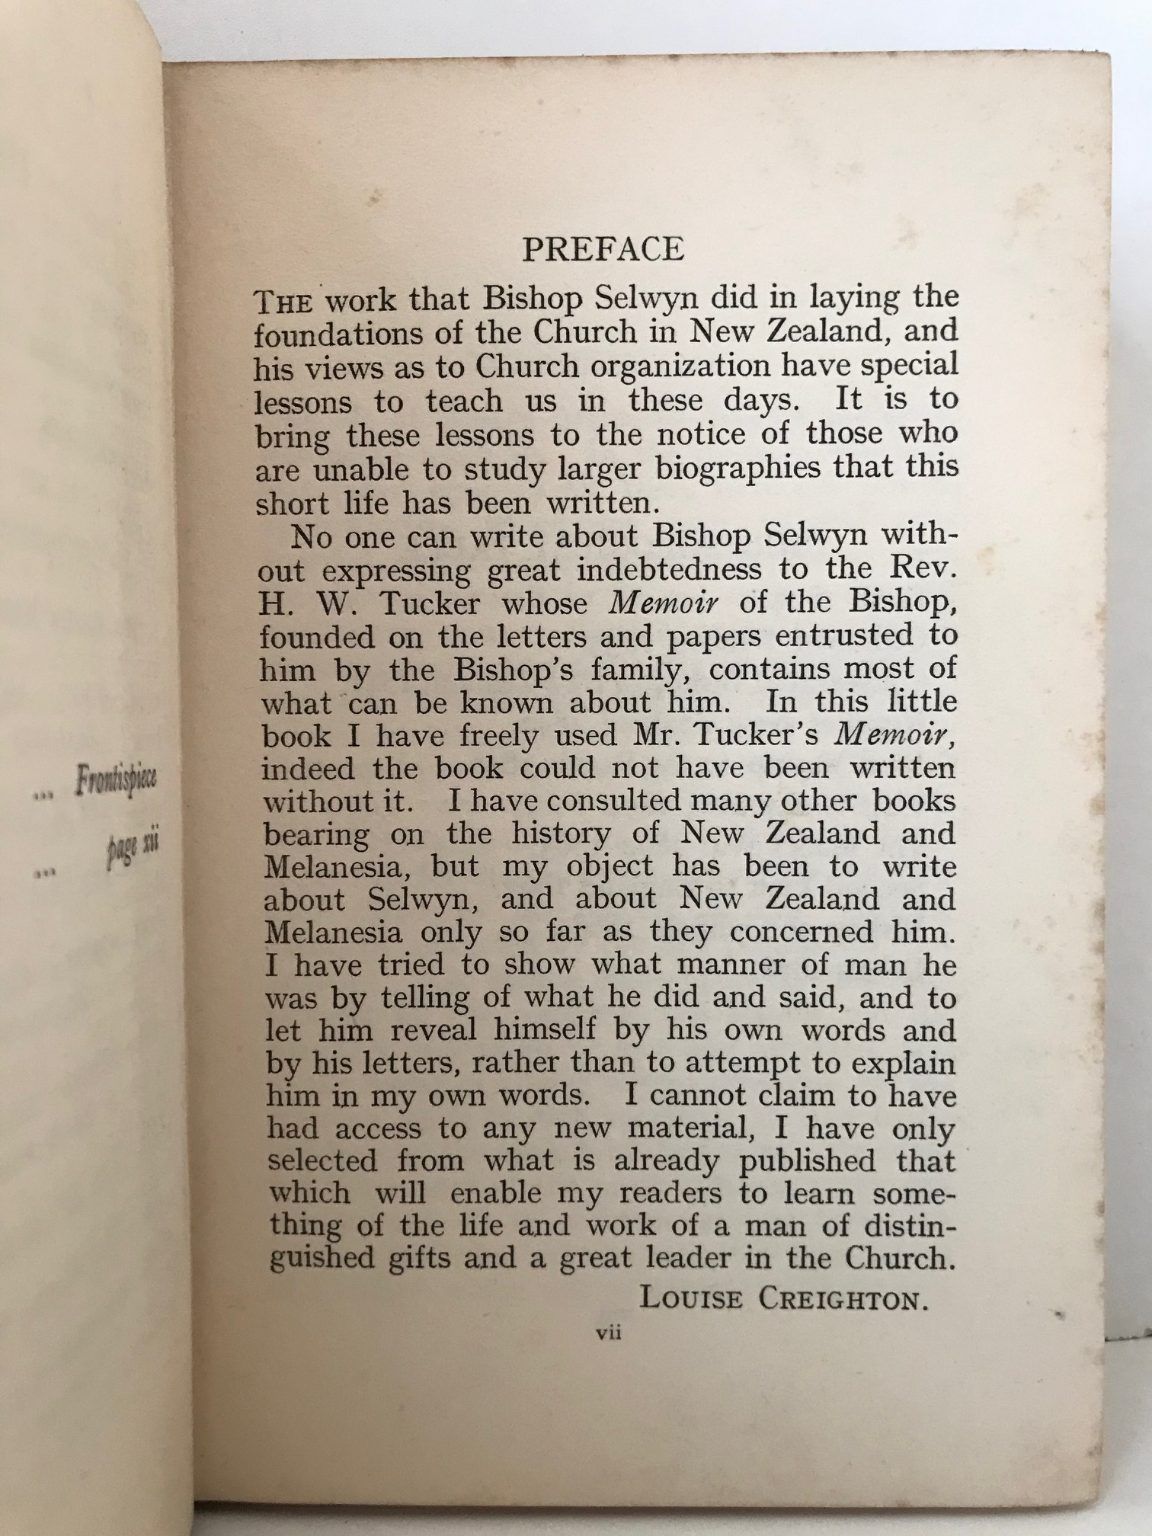 ... Frontispiece
... page xii
PREFACE
THE work that Bishop Selwyn did in laying the
foundations of the Church in New Zealand, and
his views as to Church organization have special
lessons to teach us in these days. It is to
bring these lessons to the notice of those who
are unable to study larger biographies that this
short life has been written.
No one can write about Bishop Selwyn with-
out expressing great indebtedness to the Rev.
H. W. Tucker whose Memoir of the Bishop,
founded on the letters and papers entrusted to
him by the Bishop's family, contains most of
what can be known about him. In this little
book I have freely used Mr. Tucker's Memoir,
indeed the book could not have been written
without it. I have consulted many other books
bearing on the history of New Zealand and
Melanesia, but my object has been to write
about Selwyn, and about New Zealand and
Melanesia only so far as they concerned him.
I have tried to show what manner of man he
was by telling of what he did and said, and to
let him reveal himself by his own words and
by his letters, rather than to attempt to explain
him in my own words. I cannot claim to have
had access to any new material, I have only
selected from what is already published that
which will enable my readers to learn some-
thing of the life and work of a man of distin-
guished gifts and a great leader in the Church.
LOUISE CREIGHTON.
vii